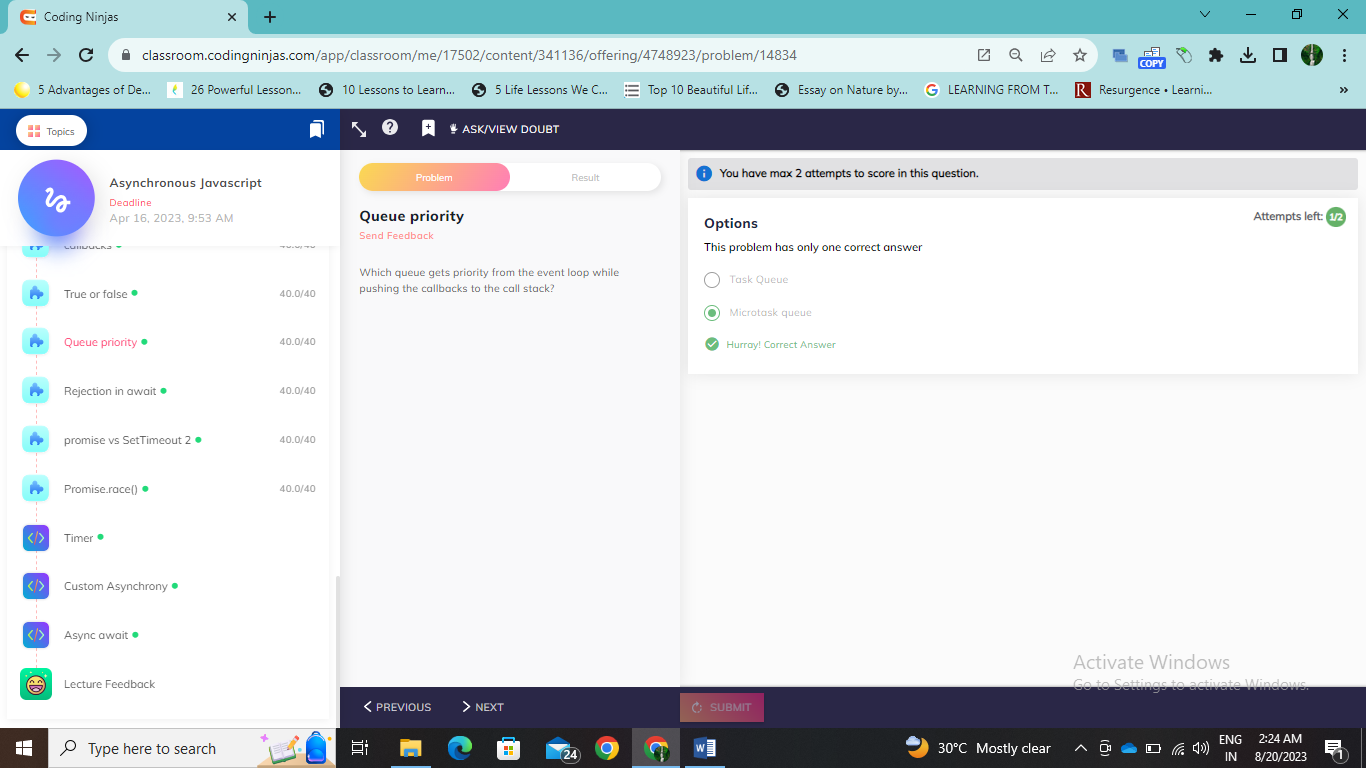 Coding Ninjas
classroom.codingninjas.com/app/classroom/me/17502/content/341136/offering/4748923/problem/14834
COPY
5 Advantages of De...
26 Powerful Lesson...
10 Lessons to Learn...
5 Life Lessons We C...
Top 10 Beautiful Lif...
Essay on Nature by...
LEARNING FROM T...
Resurgence • Learni...
»
Topics
ASK/VIEW DOUBT
Asynchronous Javascript
Deadline
Apr 16, 2023, 9:53 AM
callbacks 40.0/40
True or false 40.0/40
Queue priority 40.0/40
Rejection in await 40.0/40
promise vs SetTimeout 2 40.0/40
Promise.race() 40.0/40
Timer
Custom Asynchrony
Async await
Lecture Feedback
Problem
Result
Queue priority
Send Feedback
Which queue gets priority from the event loop while
pushing the callbacks to the call stack?
You have max 2 attempts to score in this question.
Options
Attempts left: 1/2
This problem has only one correct answer
Task Queue
Microtask queue
Hurray! Correct Answer
Activate Windows
Go to Settings to activate Windows.
PREVIOUS
NEXT
SUBMIT
Type here to search
24
30°C Mostly clear
ENG
IN
2:24 AM
8/20/2023
1